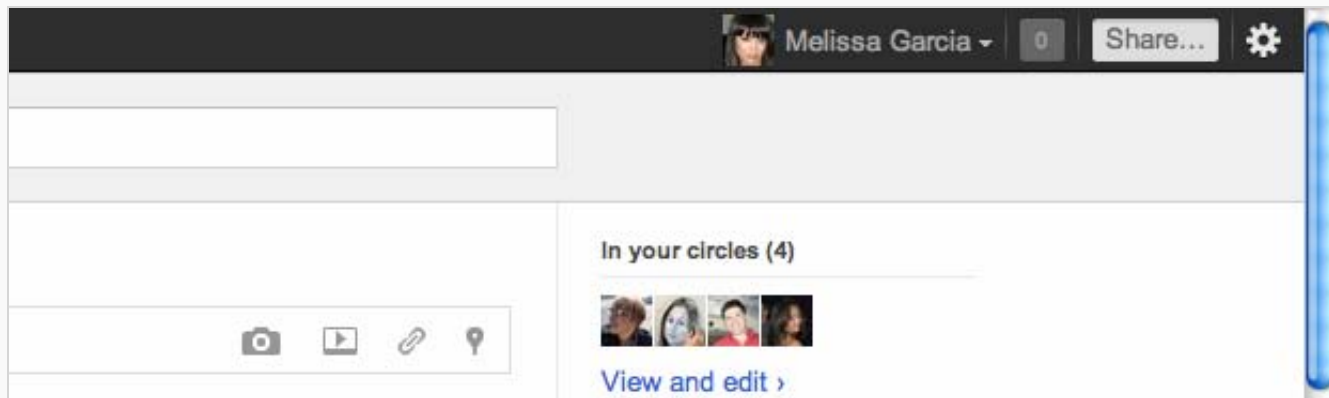 Melissa Garcia 0 Share...
In your circles (4)
View and edit ›